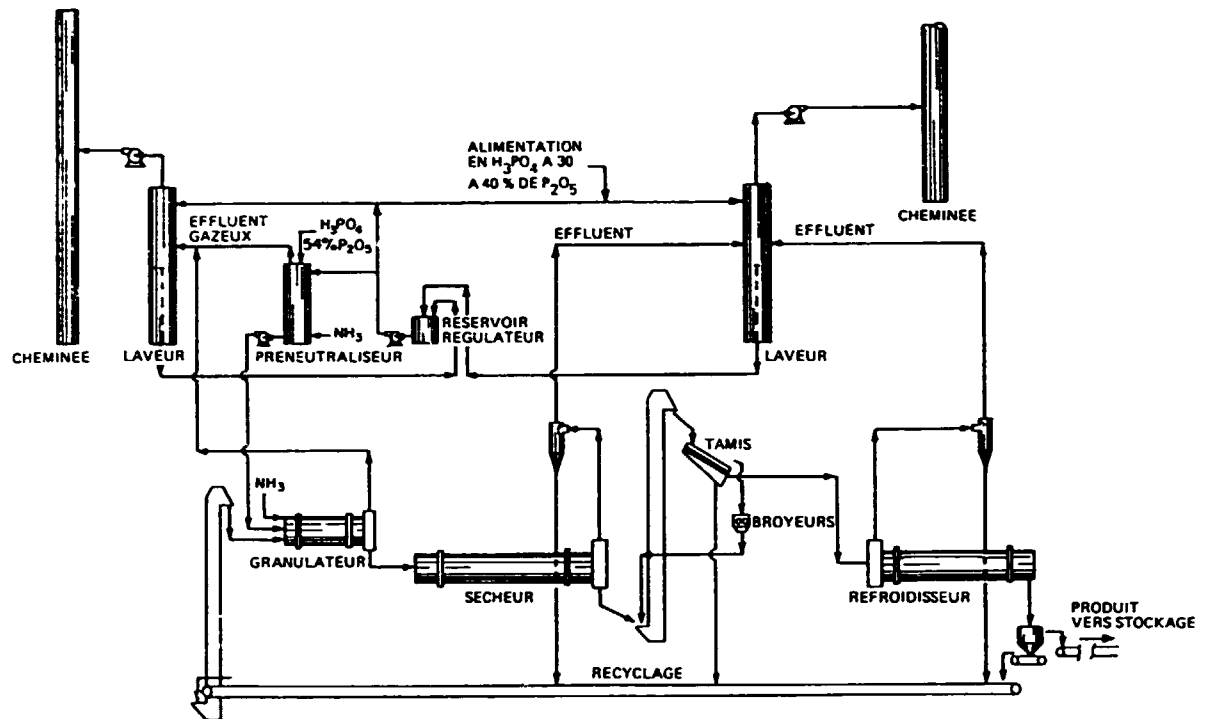 ALIMENTATION
EN H₃PO₄ A 30
A 40 % DE P₂O₅
CHEMINEE
EFFLUENT
GAZEUX
H₃PO₄
54%P₂O₅
EFFLUENT
EFFLUENT
NH₃
RESERVOIR
REGULATEUR
CHEMINEE
LAVEUR
PRENEUTRALISEUR
LAVEUR
TAMIS
NH₃
BROYEURS
GRANULATEUR
SECHEUR
REFROIDISSEUR
PRODUIT
VERS STOCKAGE
RECYCLAGE